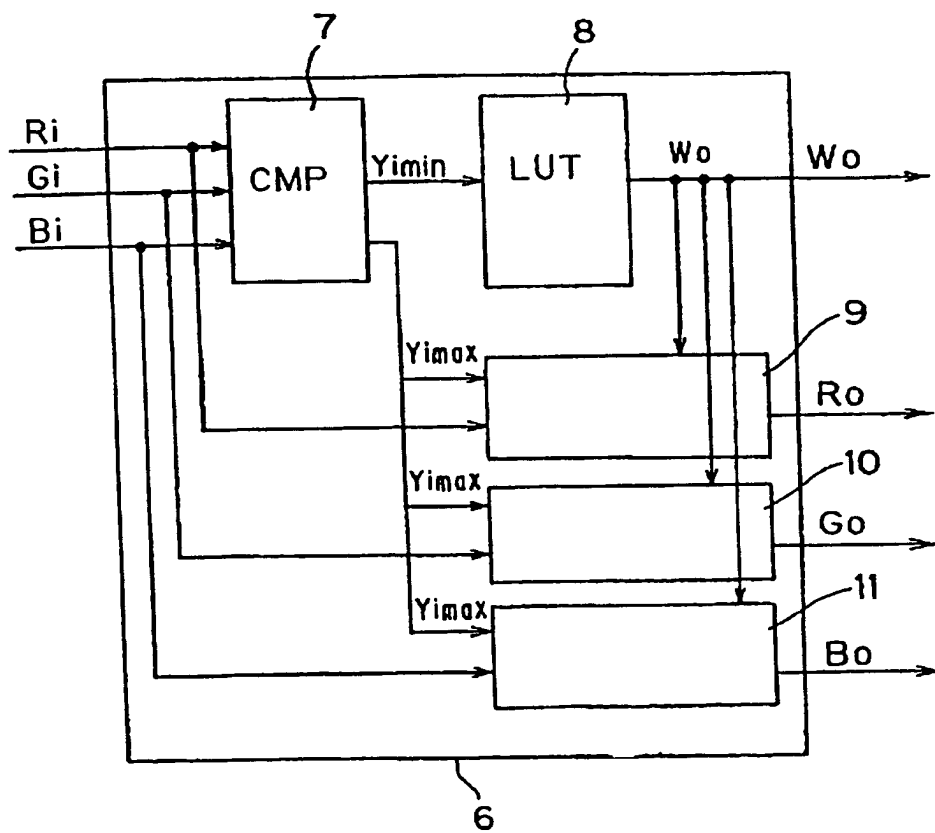 7
8
Ri
Gi
Bi
CMP
Yimin
LUT
Wo
Wo
9
Yimax
Ro
10
Yimax
Go
11
Yimax
Bo
6